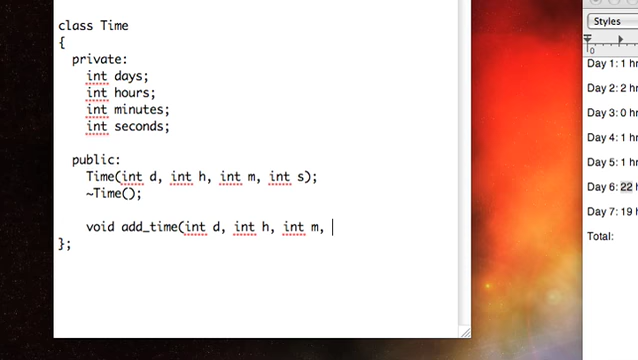 class Time
{
private:
int days;
int hours;
int minutes;
int seconds;
public:
Time(int d, int h, int m, int s);
~Time();
void add_time(int d, int h, int m,
};
Styles
0
Day 1: 1 hr
Day 2: 2 hr
Day 3: 0 hr
Day 4: 1 hr
Day 5: 1 hr
Day 6: 22 h
Day 7: 19 h
Total: